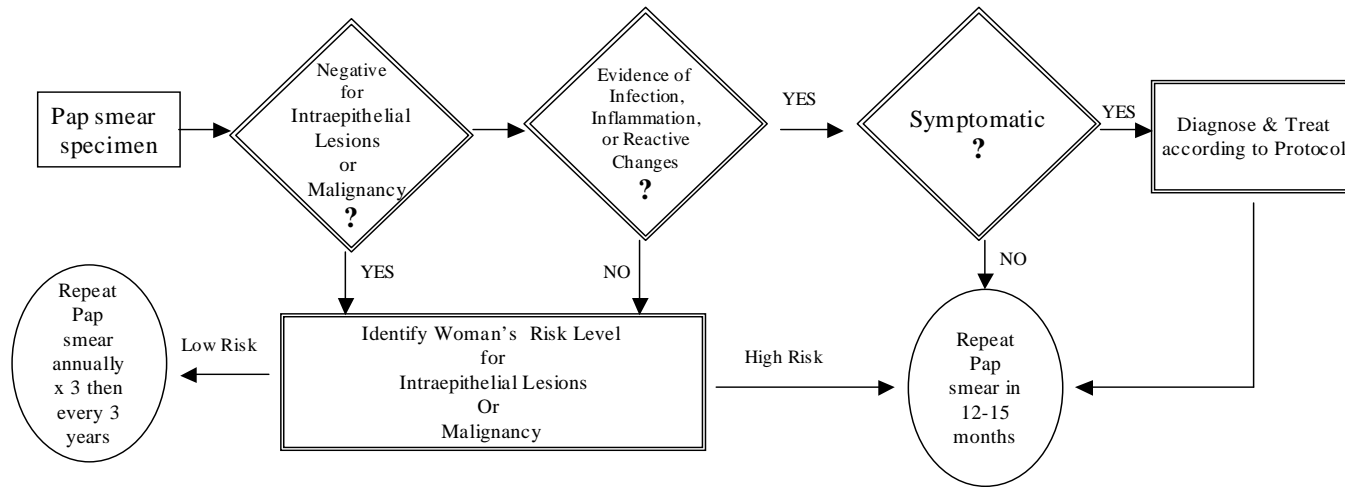 Pap smear
specimen
Negative
for
Intraepithelial
Lesions
or
Malignancy
?
Evidence of
Infection,
Inflammation,
or Reactive
Changes
?
YES
Symptomatic
?
YES
Diagnose & Treat
according to Protocol
YES
NO
NO
Repeat
Pap
smear
annually
x 3 then
every 3
years
Low Risk
Identify Woman’s Risk Level
for
Intraepithelial Lesions
Or
Malignancy
High Risk
Repeat
Pap
smear in
12-15
months